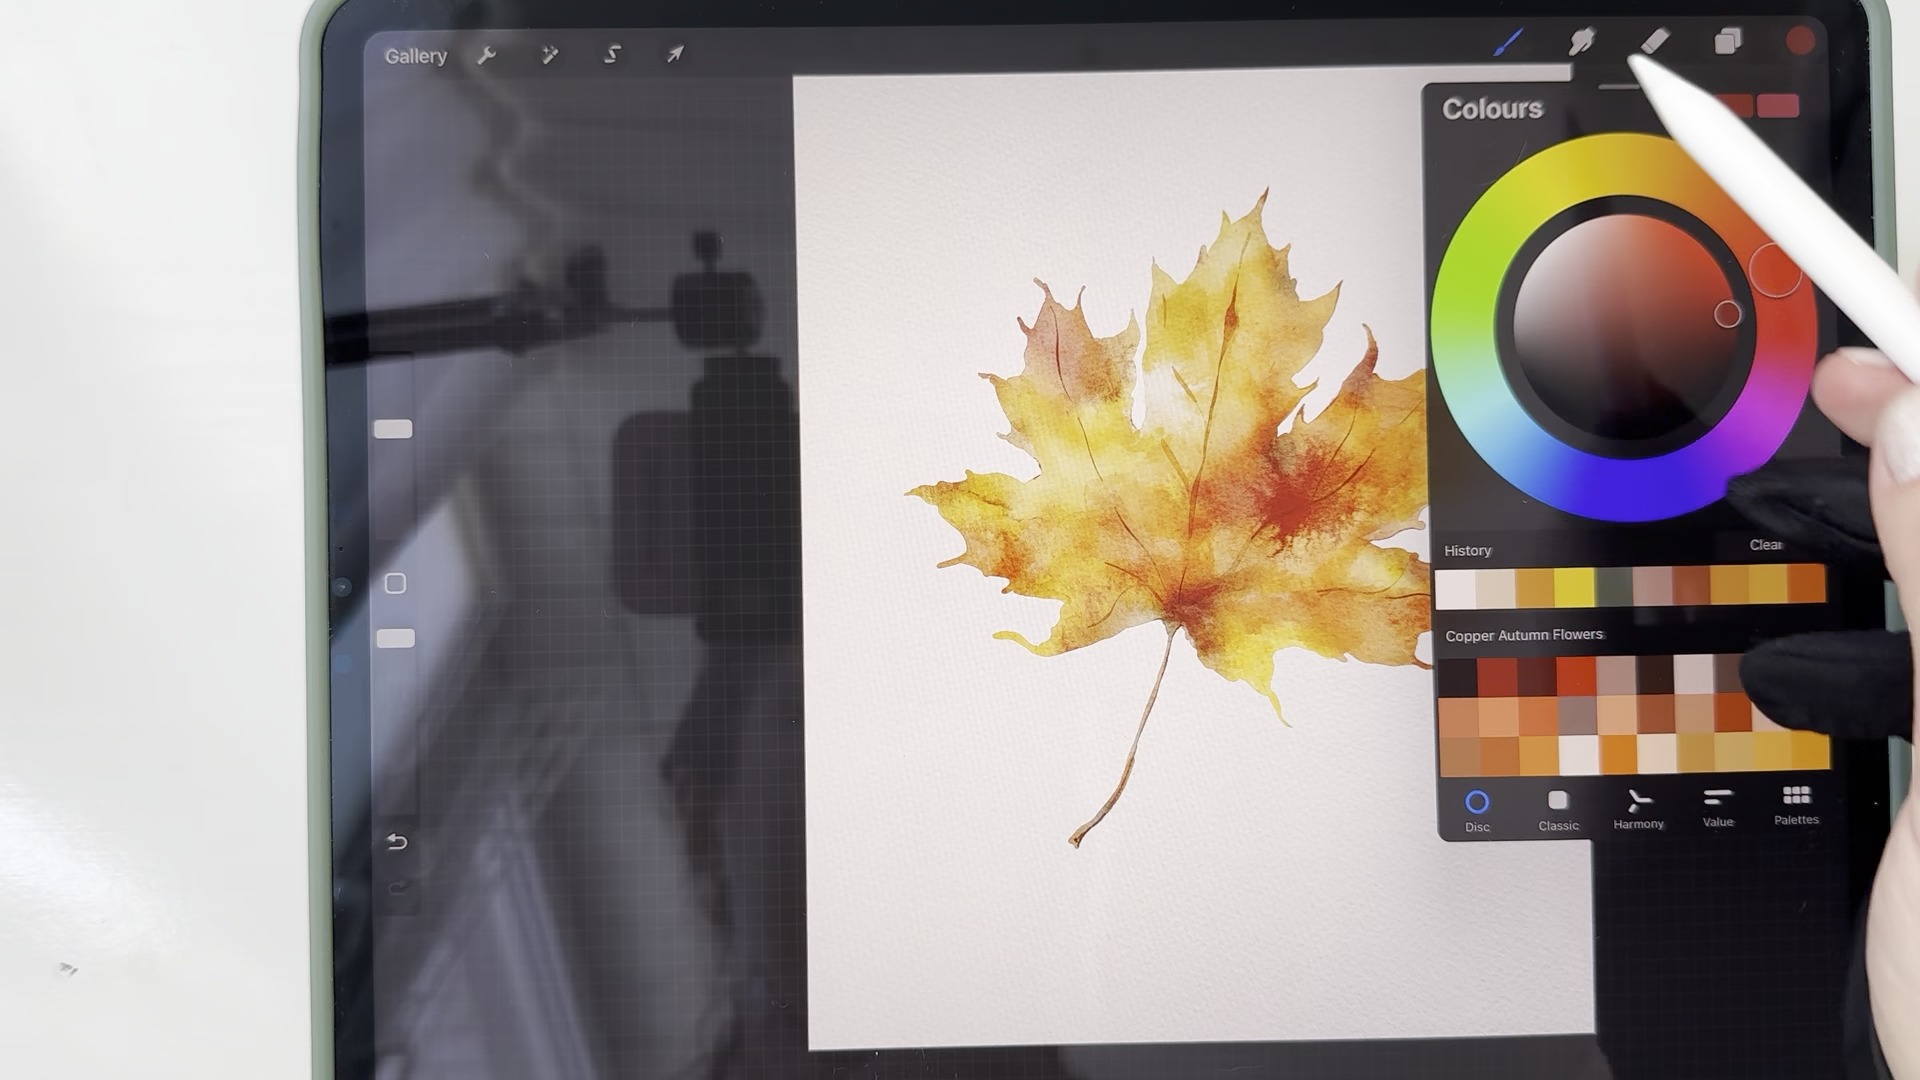 Gallery
Colours
History Clear
Copper Autumn Flowers
Disc Classic Harmony Value Palettes